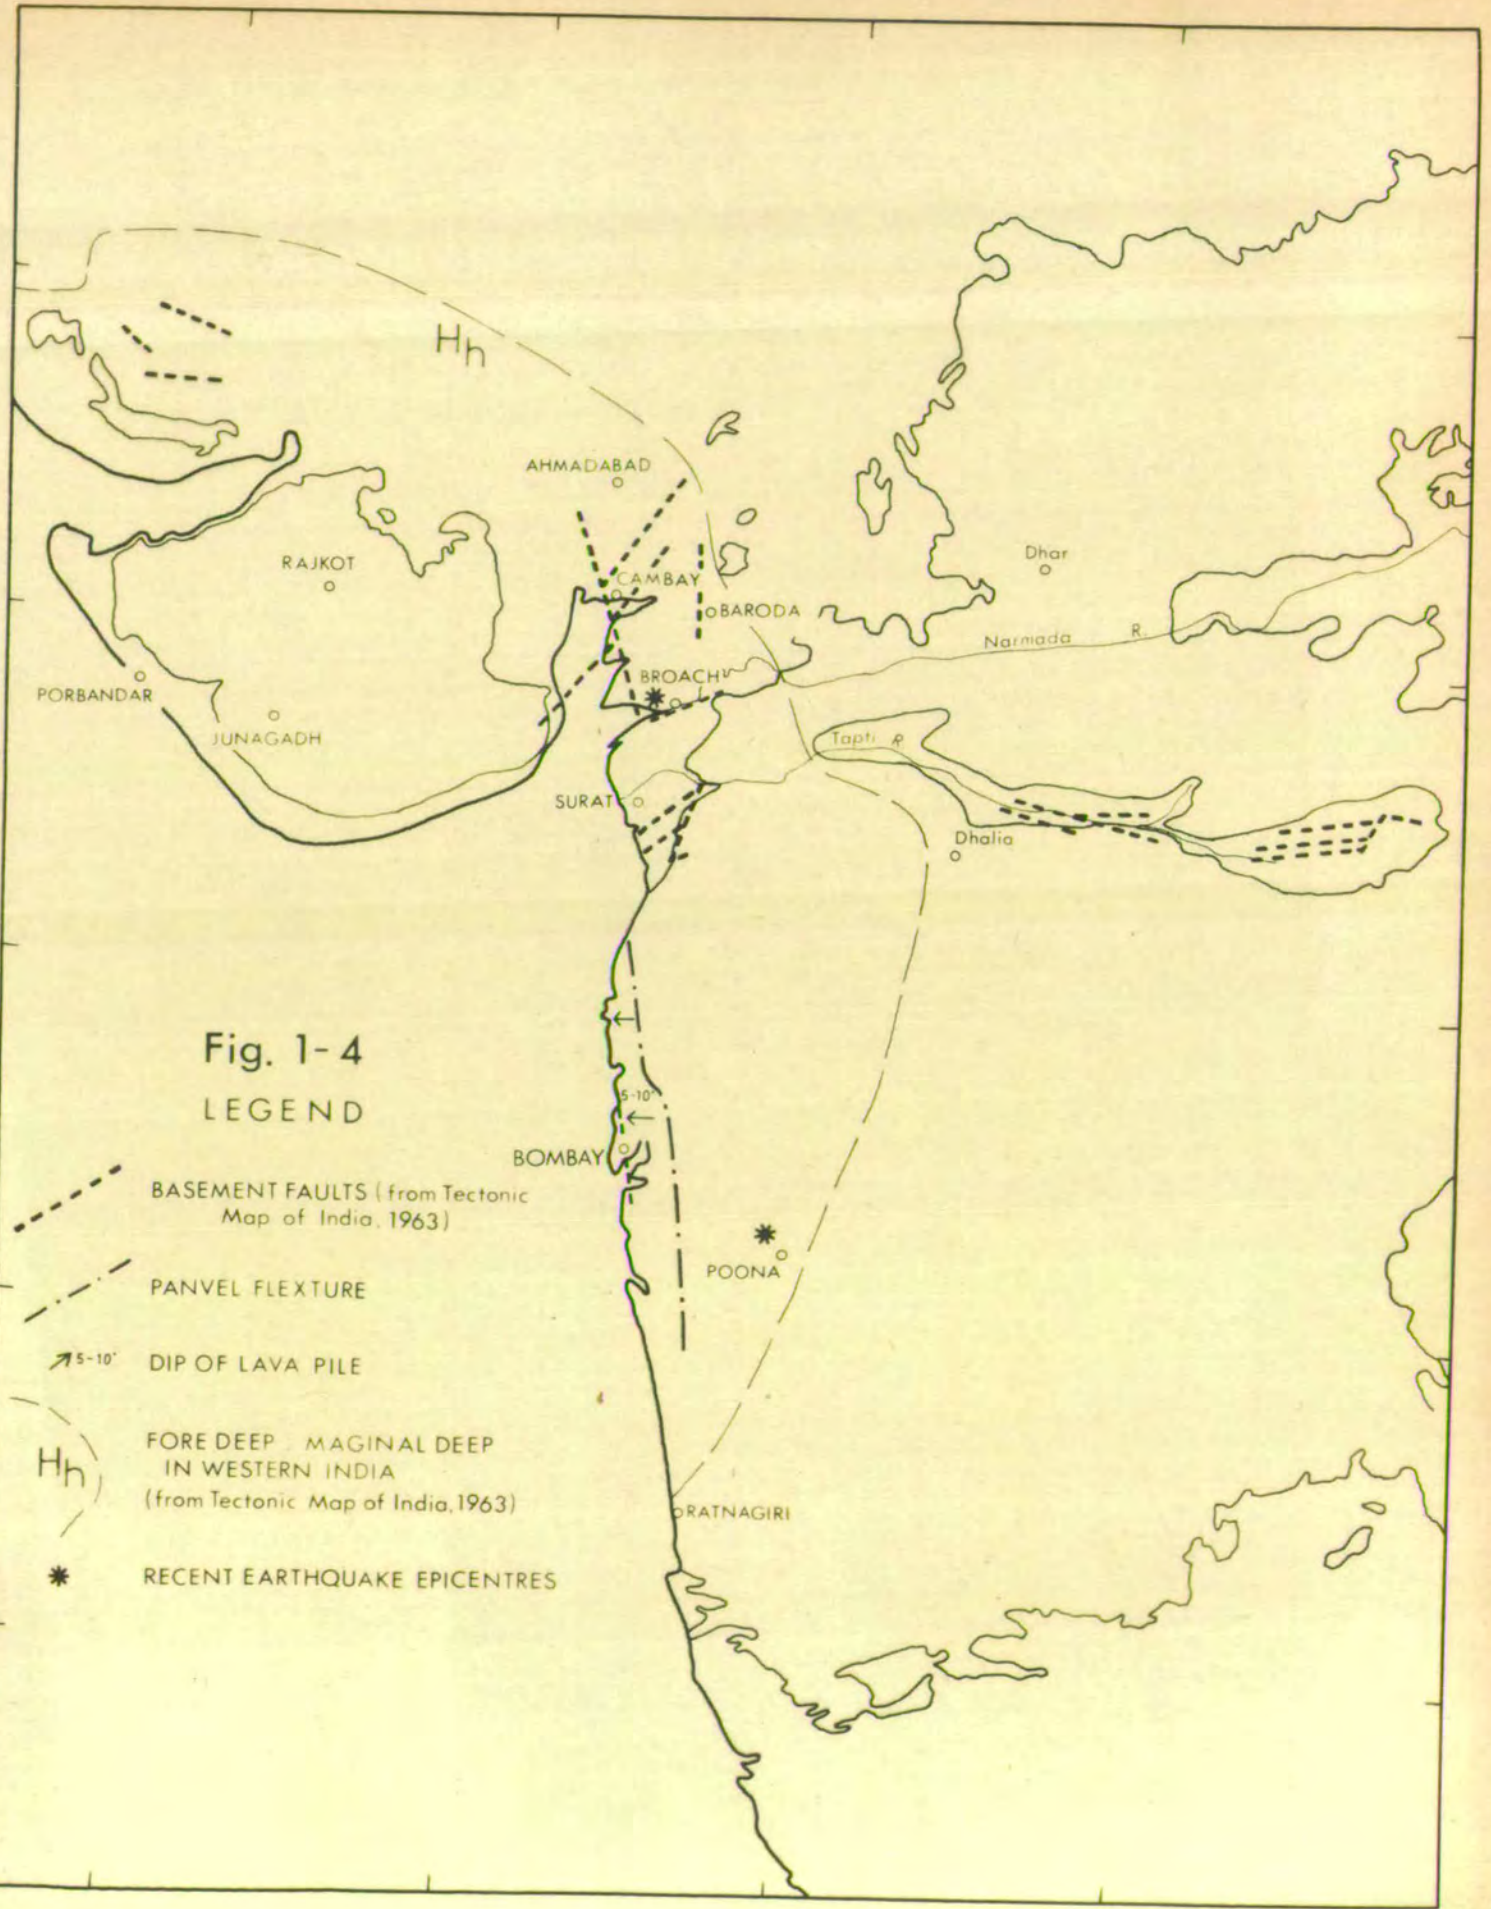 Hh
AHMADABAD
RAJKOT
CAMBAY
Dhar
BARODA
Narmada R.
BROACH
PORBANDAR
JUNAGADH
Tapti R
SURAT
Dhalia
Fig. 1-4
LEGEND
5-10°
BOMBAY
BASEMENT FAULTS (from Tectonic
Map of India, 1963)
POONA
PANVEL FLEXTURE
5-10° DIP OF LAVA PILE
Hh
FORE DEEP MAGINAL DEEP
IN WESTERN INDIA
(from Tectonic Map of India, 1963)
RATNAGIRI
RECENT EARTHQUAKE EPICENTRES